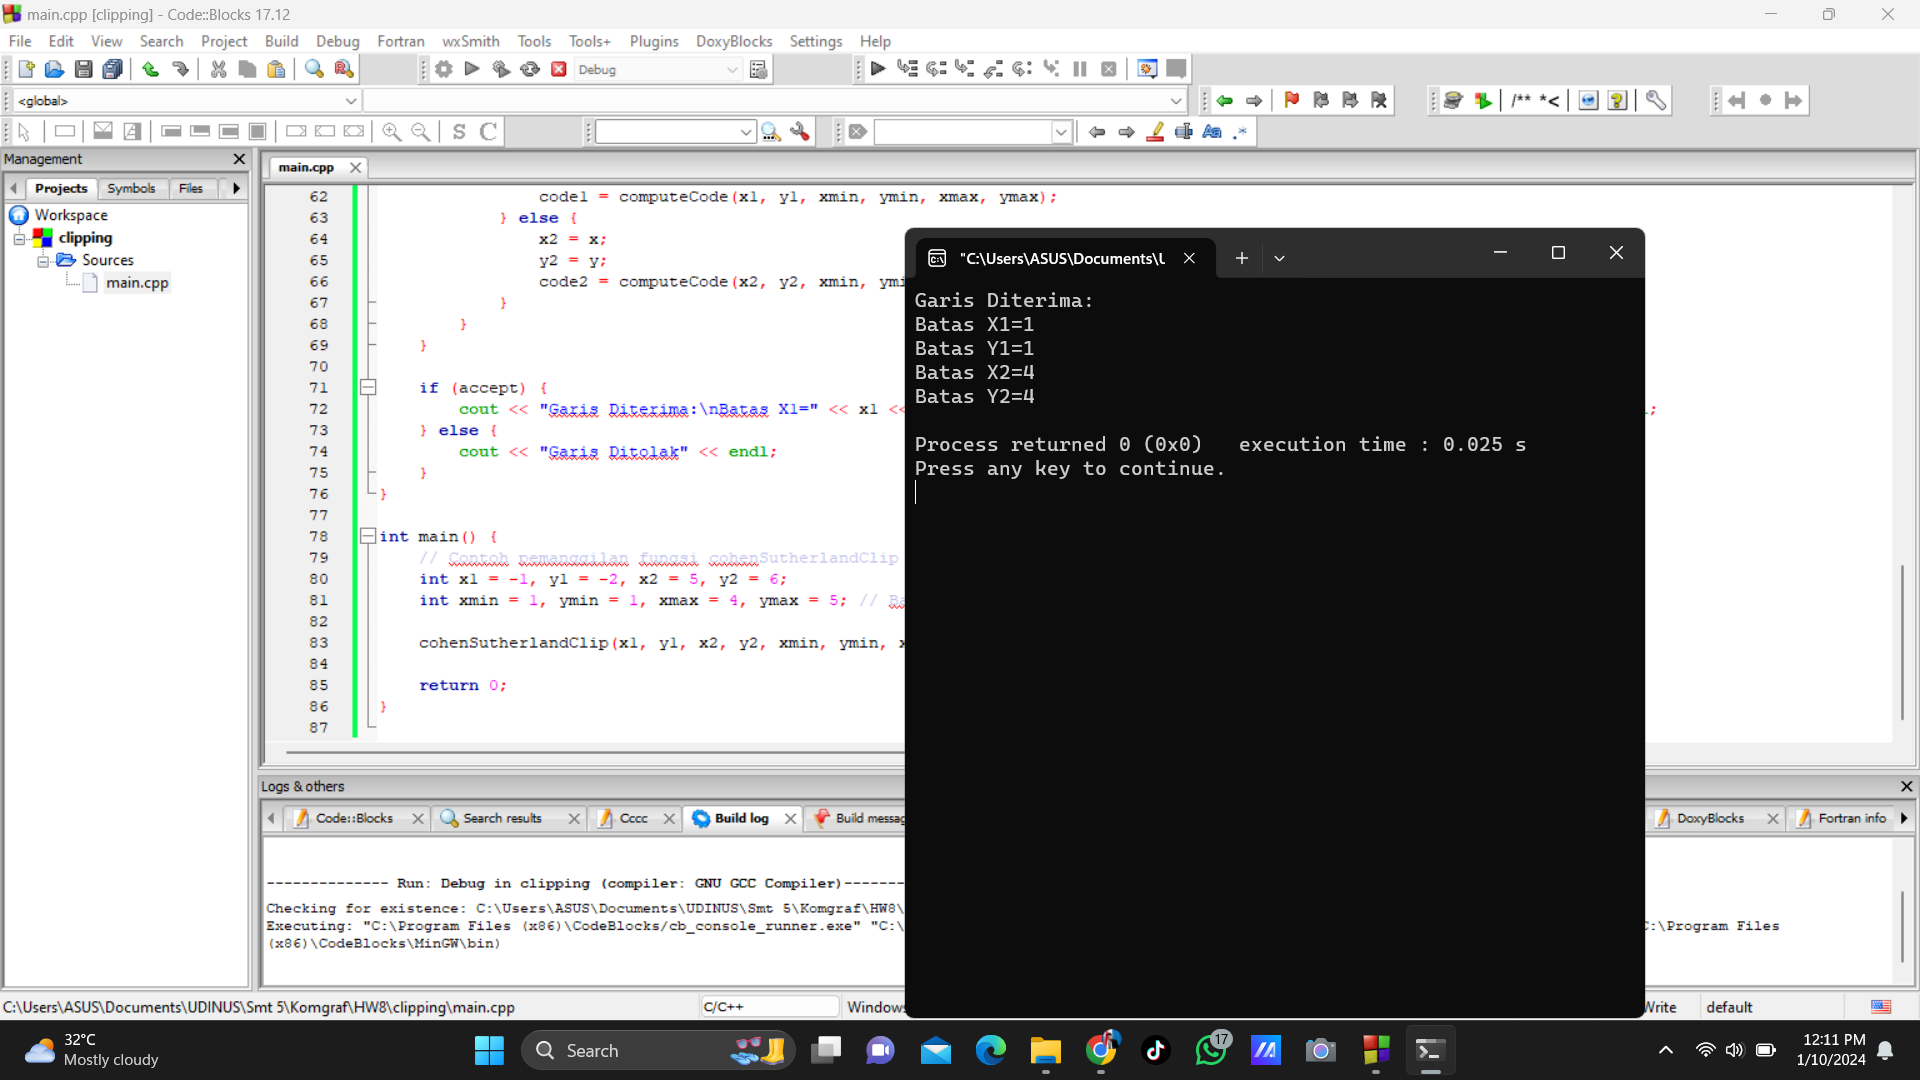 main.cpp [clipping] - Code::Blocks 17.12
File Edit View Search Project Build Debug Fortran wxSmith Tools Tools+ Plugins DoxyBlocks Settings Help
Debug
<global>
/** *<
S C
Aa .*
Management
Projects Symbols Files
Workspace
clipping
Sources
main.cpp
main.cpp
62 code1 = computeCode(x1, y1, xmin, ymin, xmax, ymax);
63 } else {
64 x2 = x;
65 y2 = y;
66 code2 = computeCode(x2, y2, xmin,
67 }
68 }
69 }
70
71 if (accept) {
72 cout << "Garis Diterima:\nBatas X1=" << x1 << ;
73 } else {
74 cout << "Garis Ditolak" << endl;
75 }
76 }
77
78 int main() {
79 // Contoh pemanggilan fungsi cohenSutherlandClip
80 int x1 = -1, y1 = -2, x2 = 5, y2 = 6;
81 int xmin = 1, ymin = 1, xmax = 4, ymax = 5; //
82
83 cohenSutherlandClip(x1, y1, x2, y2, xmin, ymin,
84
85 return 0;
86 }
87
"C:\Users\ASUS\Documents\U
Garis Diterima:
Batas X1=1
Batas Y1=1
Batas X2=4
Batas Y2=4
Process returned 0 (0x0) execution time : 0.025 s
Press any key to continue.
Logs & others
Code::Blocks Search results Cccc Build log Build messag DoxyBlocks Fortran info
-------------- Run: Debug in clipping (compiler: GNU GCC Compiler)-------
Checking for existence: C:\Users\ASUS\Documents\UDINUS\Smt 5\Komgraf\HW8\
Executing: "C:\Program Files (x86)\CodeBlocks/cb_console_runner.exe" "C:\ C:\Program Files
(x86)\CodeBlocks\MinGW\bin)
C:\Users\ASUS\Documents\UDINUS\Smt 5\Komgraf\HW8\clipping\main.cpp C/C++ Windows Write default
32°C
Mostly cloudy
Search
17
12:11 PM
1/10/2024